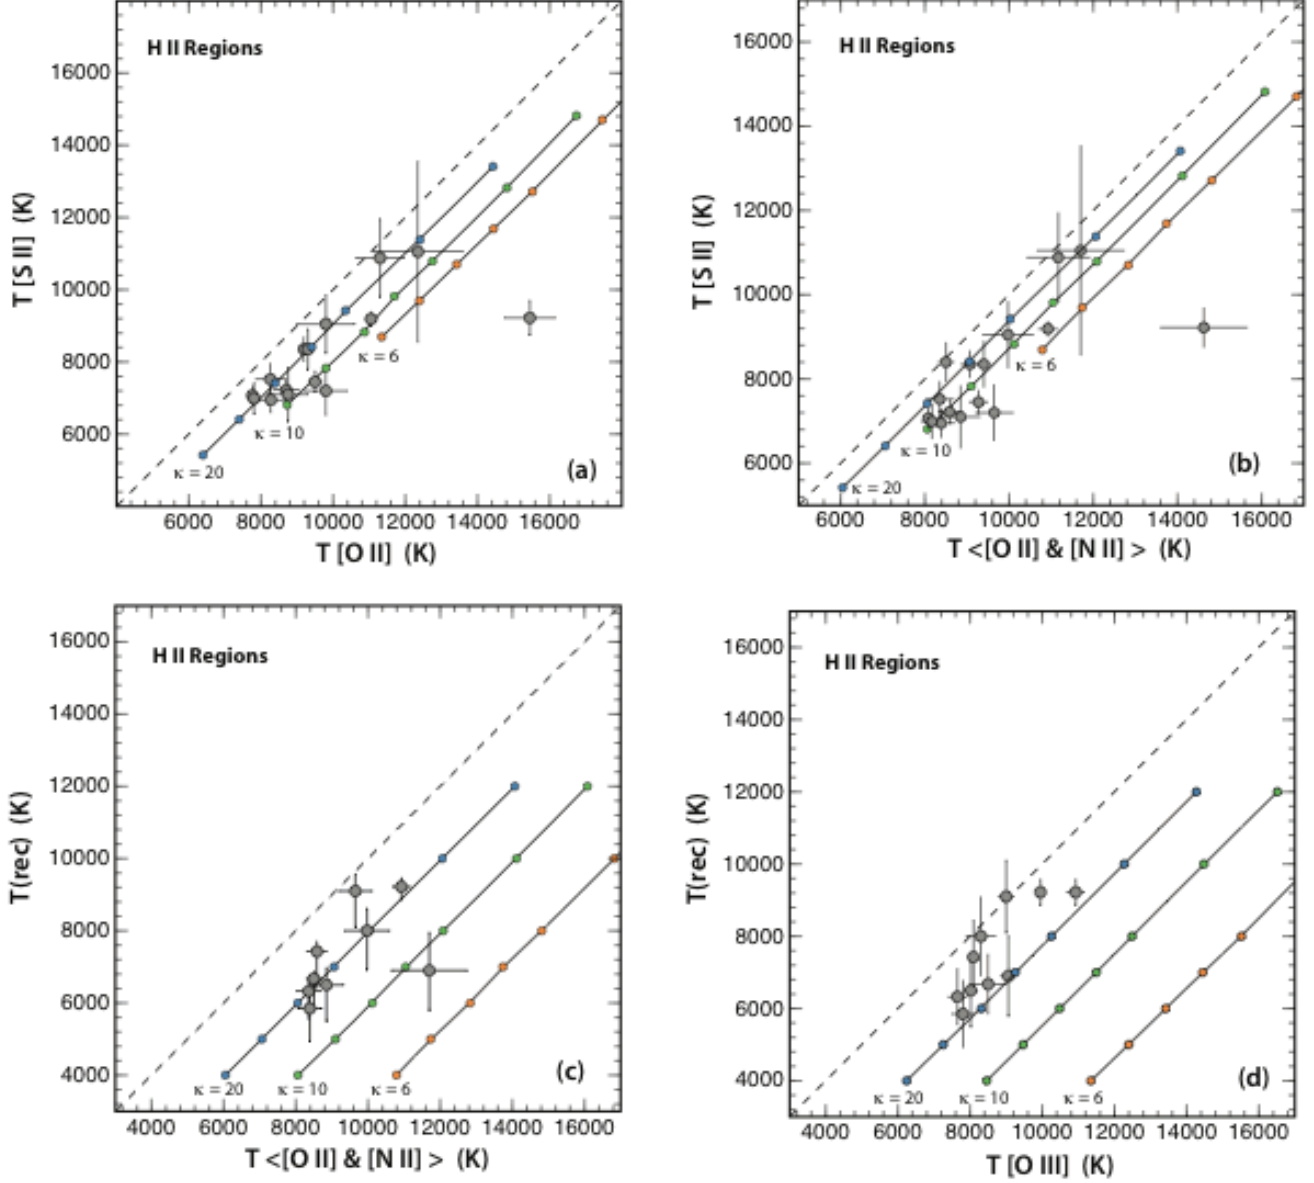 H II Regions
16000
14000
12000
10000
8000
6000
T [S II] (K)
κ = 6
κ = 10
κ = 20
(a)
6000 8000 10000 12000 14000 16000
T [O II] (K)
H II Regions
16000
14000
12000
10000
8000
6000
T [S II] (K)
κ = 6
κ = 10
κ = 20
(b)
6000 8000 10000 12000 14000 16000
T <[O II] & [N II] > (K)
H II Regions
16000
14000
12000
10000
8000
6000
4000
T(rec) (K)
κ = 20 κ = 10 κ = 6
(c)
4000 6000 8000 10000 12000 14000 16000
T <[O II] & [N II] > (K)
H II Regions
16000
14000
12000
10000
8000
6000
4000
T(rec) (K)
κ = 20 κ = 10 κ = 6
(d)
4000 6000 8000 10000 12000 14000 16000
T [O III] (K)